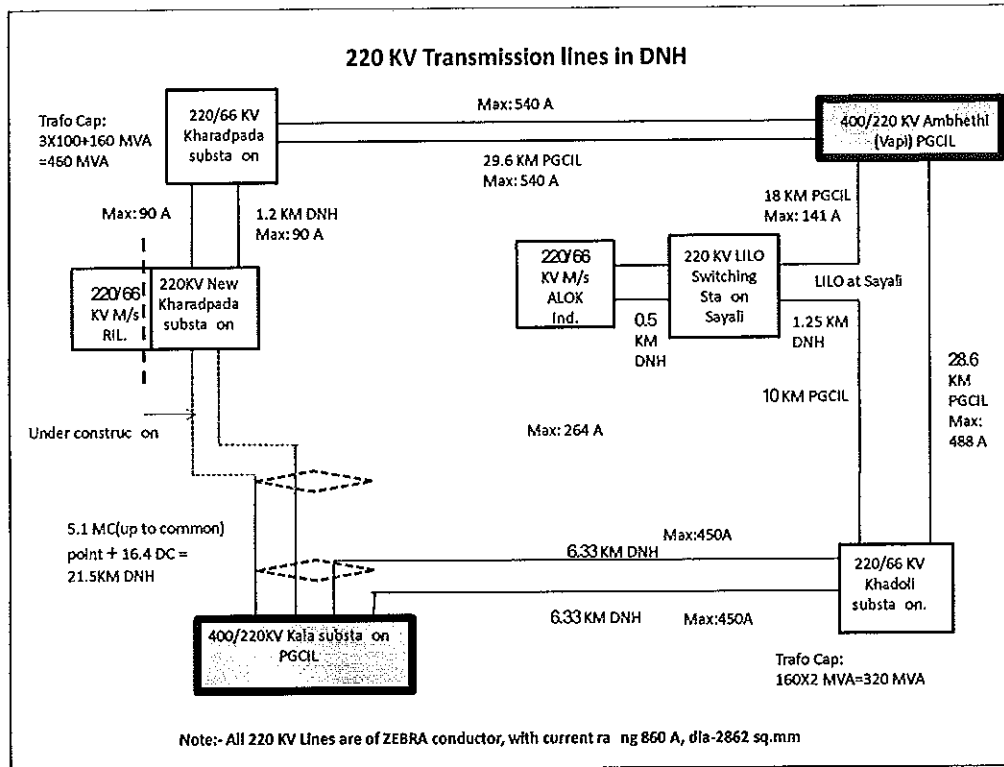 220 KV Transmission lines in DNH
Trafo Cap:
3X100+160 MVA
=460 MVA
220/66 KV
Kharadpada
substa on
Max: 540 A
29.6 KM PGCIL
Max: 540 A
400/220 KV Ambhethi
(Vapi) PGCIL
Max: 90 A
1.2 KM DNH
Max: 90 A
18 KM PGCIL
Max: 141 A
220/66
KV M/s
RIL.
220KV New
Kharadpada
substa on
220/66
KV M/s
ALOK
Ind.
220 KV LILO
Switching
Sta on
Sayali
LILO at Sayali
0.5
KM
DNH
1.25 KM
DNH
28.6
KM
PGCIL
Max:
488 A
10 KM PGCIL
Under construc on
Max: 264 A
5.1 MC(up to common)
point + 16.4 DC =
21.5KM DNH
Max:450A
6.33 KM DNH
220/66 KV
Khadoli
substa on.
6.33 KM DNH
Max:450A
400/220KV Kala substa on
PGCIL
Trafo Cap:
160X2 MVA=320 MVA
Note:- All 220 KV Lines are of ZEBRA conductor, with current ra ng 860 A, dia-2862 sq.mm